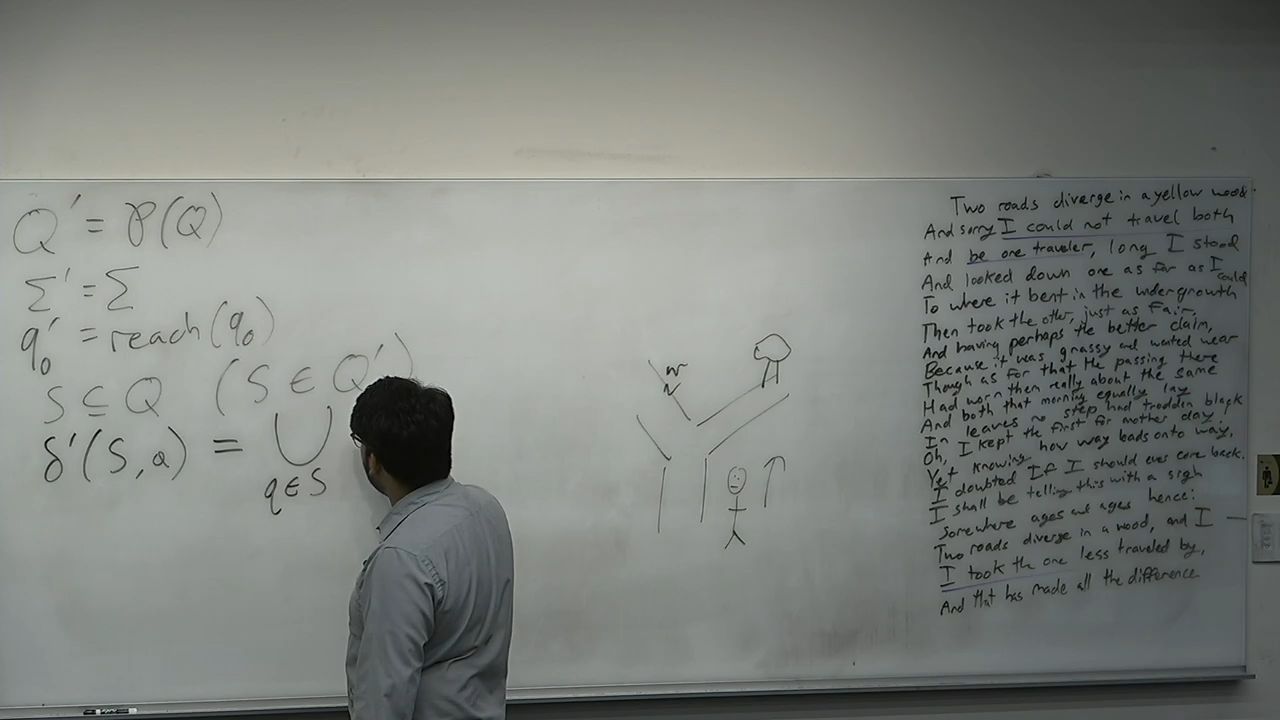 Q' = P(Q)
Σ' = Σ
q₀' = reach(q₀)
S ⊆ Q (S ∈ Q')
δ'(S, a) = ⋃
q ∈ S
Two roads diverge in a yellow wood.
And sorry I could not travel both
And be one traveler, long I stood
And looked down one as far as I could
To where it bent in the undergrowth
Then took the other, just as fair,
And having perhaps the better claim,
Because it was grassy and wanted wear
Though as for that the passing there
Had worn them really about the same
And both that morning equally lay
In leaves no step had trodden black
Oh, I kept the first for another day
Yet knowing how way leads onto way,
I doubted If I should ever come back.
I shall be telling this with a sigh
Somewhere ages and ages hence:
Two roads diverge in a wood, and I
I took the one less traveled by,
And that has made all the difference